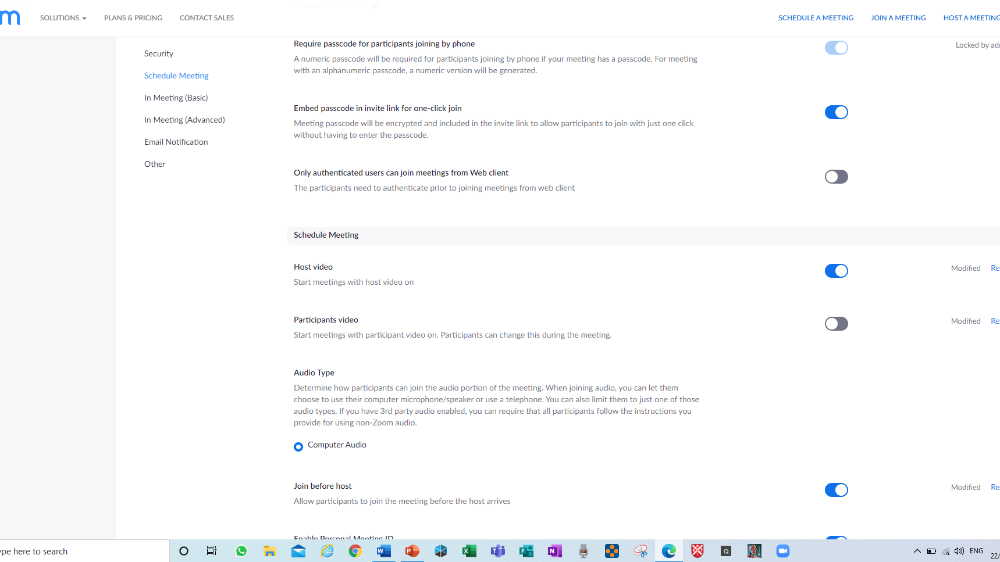 m
SOLUTIONS
PLANS & PRICING
CONTACT SALES
SCHEDULE A MEETING
JOIN A MEETING
HOST A MEETING
Security
Schedule Meeting
In Meeting (Basic)
In Meeting (Advanced)
Email Notification
Other
Require passcode for participants joining by phone
Locked by adm
A numeric passcode will be required for participants joining by phone if your meeting has a passcode. For meeting
with an alphanumeric passcode, a numeric version will be generated.
Embed passcode in invite link for one-click join
Meeting passcode will be encrypted and included in the invite link to allow participants to join with just one click
without having to enter the passcode.
Only authenticated users can join meetings from Web client
The participants need to authenticate prior to joining meetings from web client
Schedule Meeting
Host video
Modified Re
Start meetings with host video on
Participants video
Modified Re
Start meetings with participant video on. Participants can change this during the meeting.
Audio Type
Determine how participants can join the audio portion of the meeting. When joining audio, you can let them
choose to use their computer microphone/speaker or use a telephone. You can also limit them to just one of those
audio types. If you have 3rd party audio enabled, you can require that all participants follow the instructions you
provide for using non-Zoom audio.
Computer Audio
Join before host
Modified Re
Allow participants to join the meeting before the host arrives
Enable Personal Meeting ID
ype here to search
ENG
22/